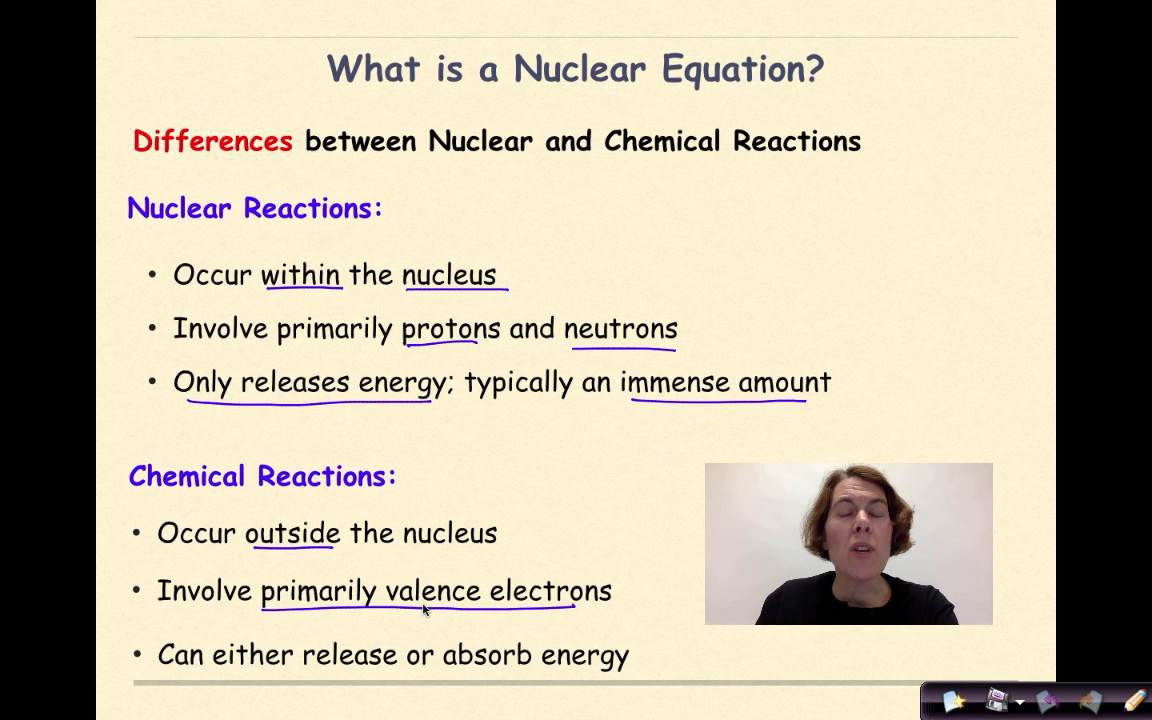 What is a Nuclear Equation?
Differences between Nuclear and Chemical Reactions
Nuclear Reactions:
• Occur within the nucleus
• Involve primarily protons and neutrons
• Only releases energy; typically an immense amount
Chemical Reactions:
• Occur outside the nucleus
• Involve primarily valence electrons
• Can either release or absorb energy